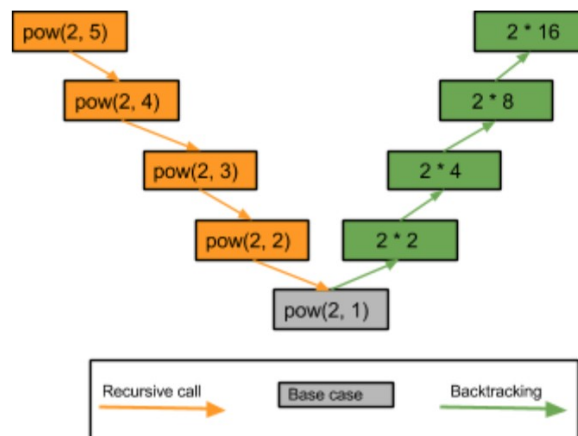 pow(2, 5)
2 * 16
pow(2, 4)
2 * 8
pow(2, 3)
2 * 4
pow(2, 2)
2 * 2
pow(2, 1)
Recursive call
Base case
Backtracking